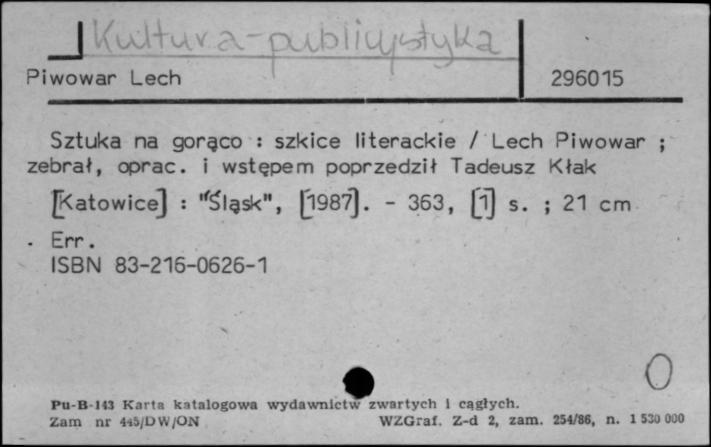 Kultura-publicystyka
Piwowar Lech 296015
Sztuka na gorąco : szkice literackie / Lech Piwowar ;
zebrał, oprac. i wstępem poprzedził Tadeusz Kłak
[Katowice] : "Śląsk", [1987]. - 363, [1] s. ; 21 cm
. Err.
ISBN 83-216-0626-1
0
Pu-B-143 Karta katalogowa wydawnictw zwartych i ciągłych.
Zam nr 445/DW/ON WZGraf. Z-d 2, zam. 254/86, n. 1 530 000